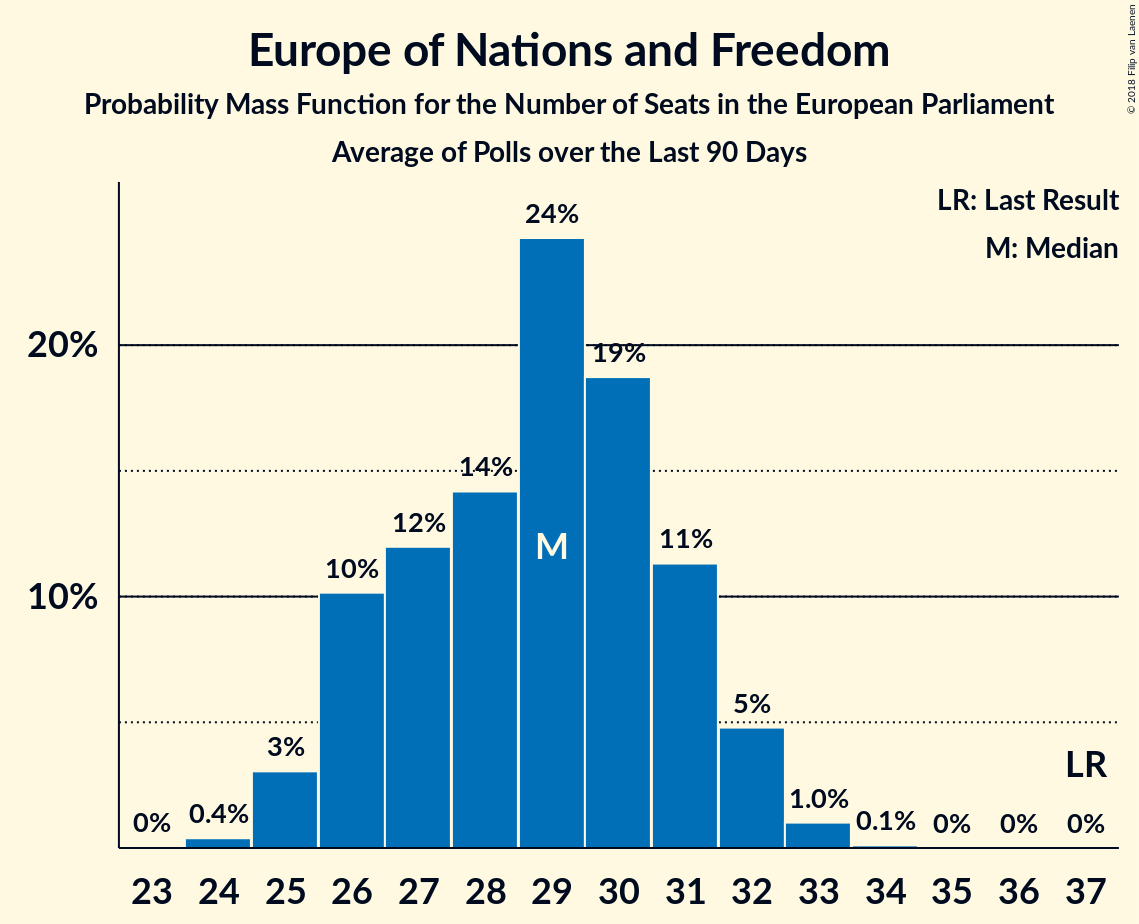 Europe of Nations and Freedom
Probability Mass Function for the Number of Seats in the European Parliament
Average of Polls over the Last 90 Days
© 2018 Filip van Laenen
LR: Last Result
M: Median
20%
10%
0%
0.4%
3%
10%
12%
14%
24%
19%
11%
5%
1.0%
0.1%
0%
0%
0%
M
LR
23 24 25 26 27 28 29 30 31 32 33 34 35 36 37